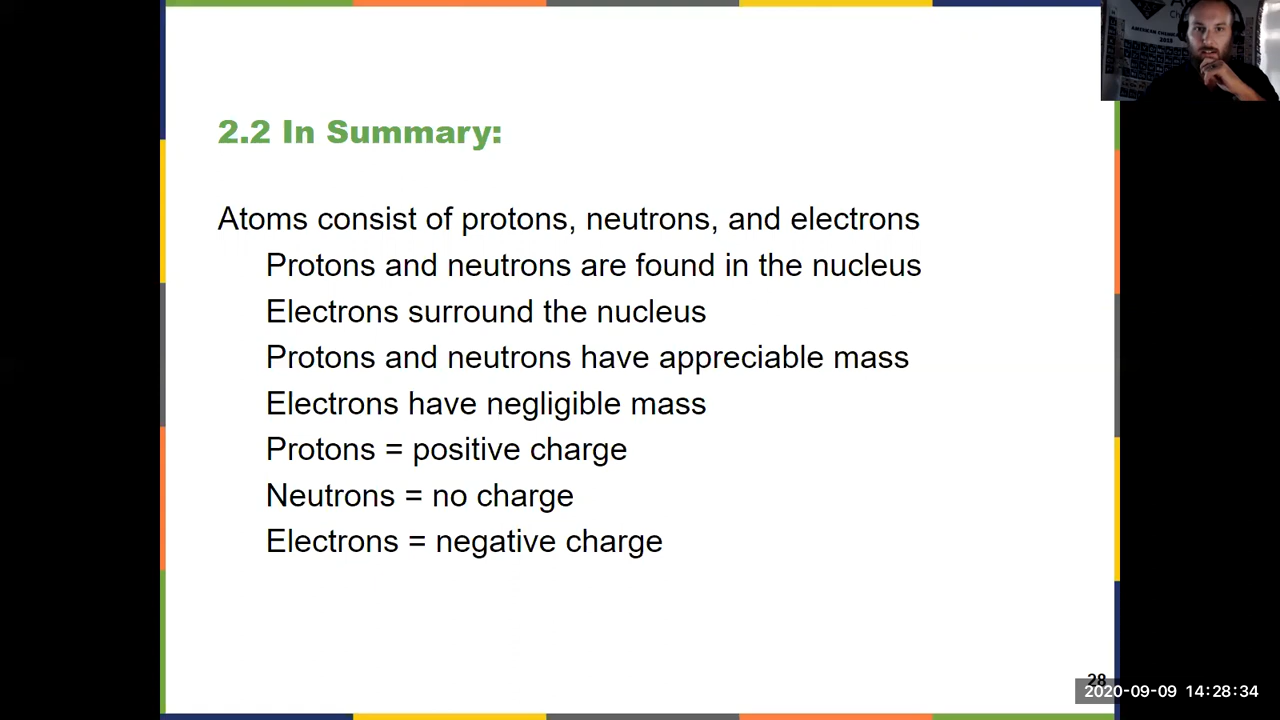 AMERICAN CHEM
2.2 In Summary:
Atoms consist of protons, neutrons, and electrons
Protons and neutrons are found in the nucleus
Electrons surround the nucleus
Protons and neutrons have appreciable mass
Electrons have negligible mass
Protons = positive charge
Neutrons = no charge
Electrons = negative charge
28
2020-09-09 14:28:34